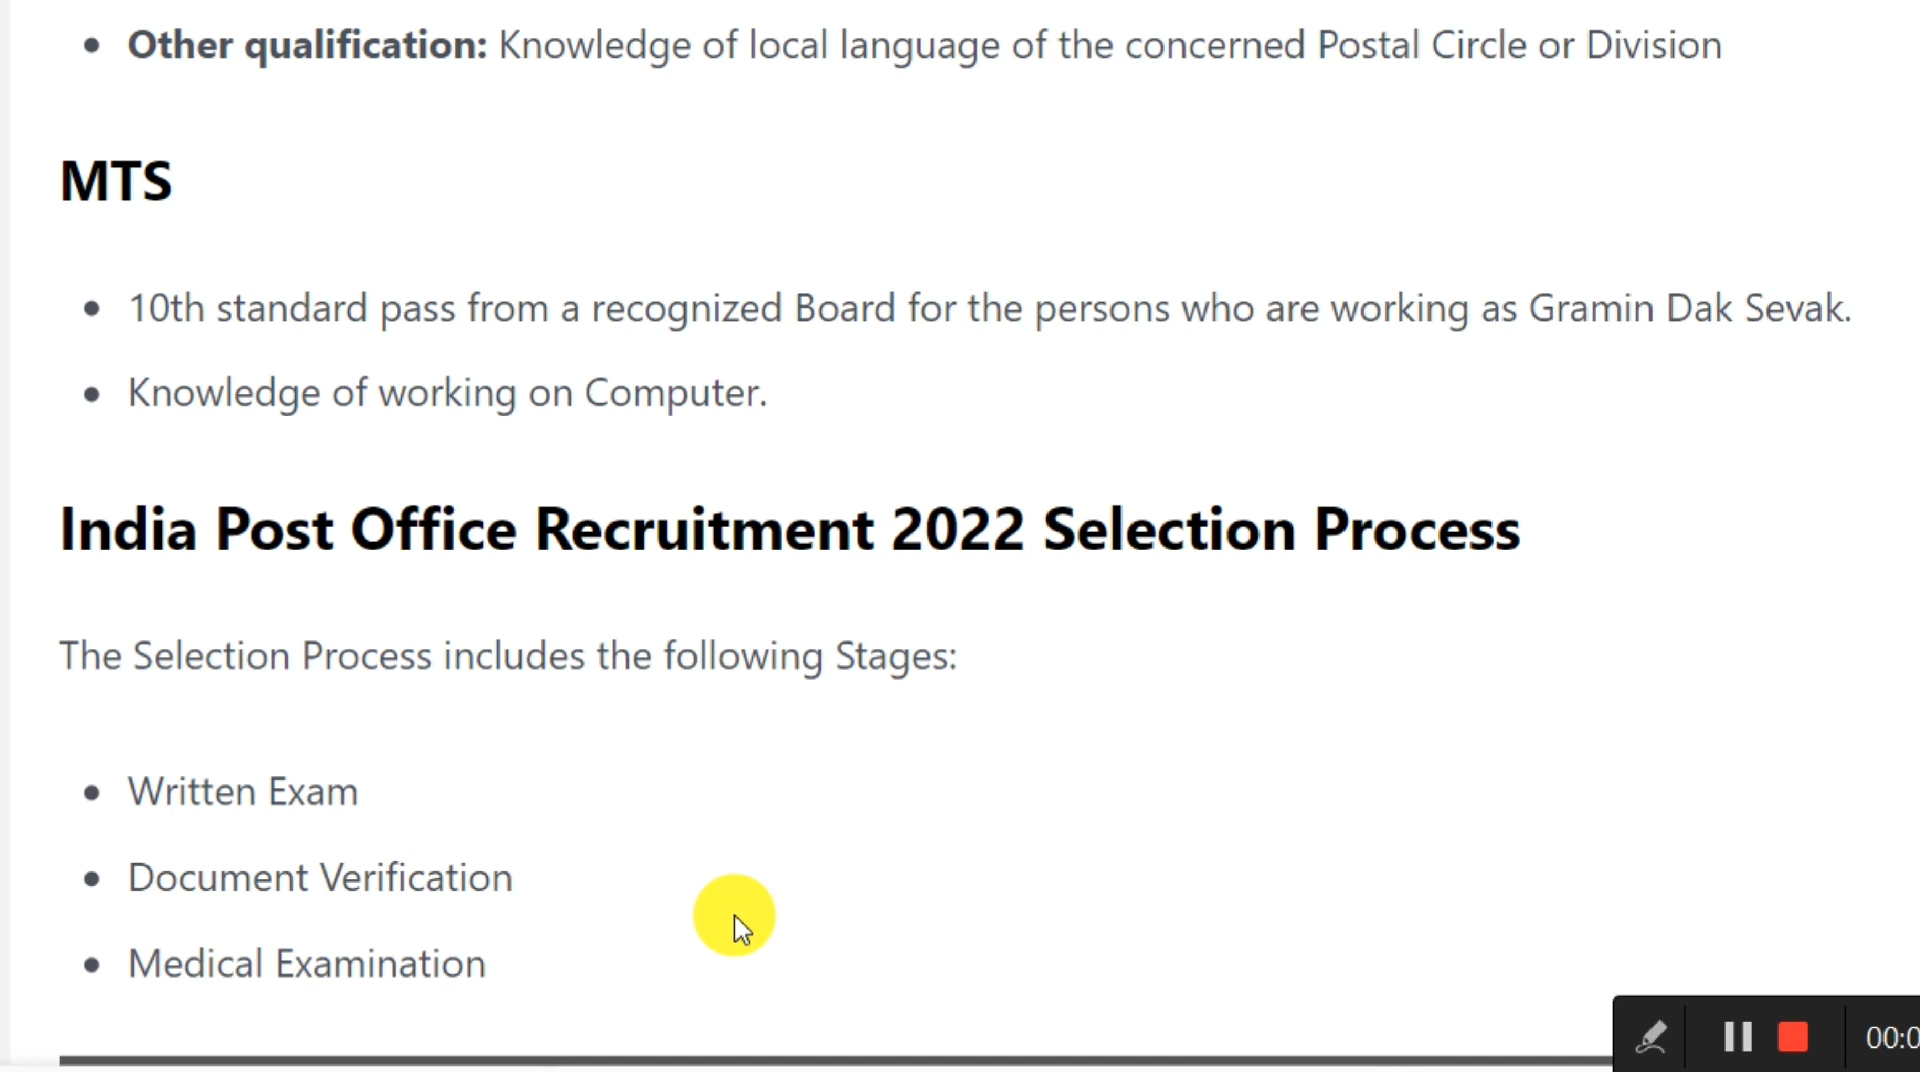 Other qualification: Knowledge of local language of the concerned Postal Circle or Division
MTS
10th standard pass from a recognized Board for the persons who are working as Gramin Dak Sevak.
Knowledge of working on Computer.
India Post Office Recruitment 2022 Selection Process
The Selection Process includes the following Stages:
Written Exam
Document Verification
Medical Examination
00:0